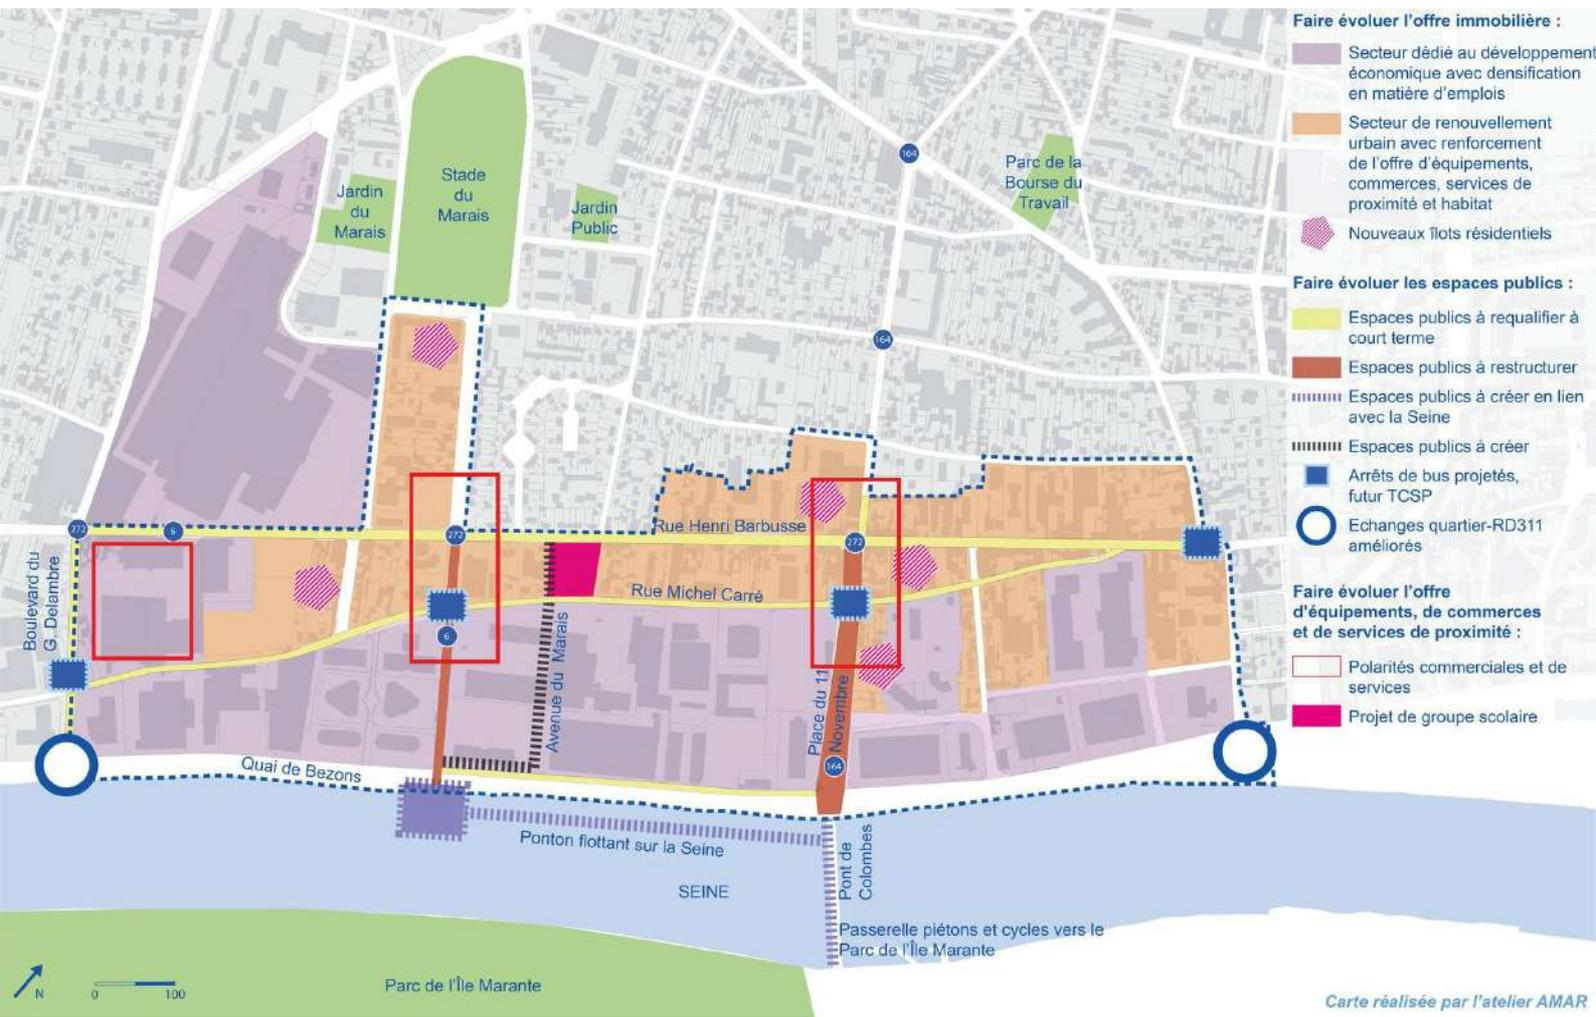 Faire évoluer l'offre immobilière :
Secteur dédié au développement
économique avec densification
en matière d'emplois
Secteur de renouvellement
urbain avec renforcement
de l'offre d'équipements,
commerces, services de
proximité et habitat
Nouveaux îlots résidentiels
Faire évoluer les espaces publics :
Espaces publics à requalifier à
court terme
Espaces publics à restructurer
Espaces publics à créer en lien
avec la Seine
Espaces publics à créer
Arrêts de bus projetés,
futur TCSP
Echanges quartier-RD311
améliorés
Faire évoluer l'offre
d'équipements, de commerces
et de services de proximité :
Polarités commerciales et de
services
Projet de groupe scolaire
164
Parc de la
Bourse du
Travail
Stade
du
Marais
Jardin
du
Marais
Jardin
Public
164
272
6
272
Rue Henri Barbusse
272
Boulevard du
G. Delambre
Rue Michel Carré
6
Avenue du Marais
Place du 11
Novembre
164
Quai de Bezons
Ponton flottant sur la Seine
Pont de
Colombes
SEINE
Passerelle piétons et cycles vers le
Parc de l'Île Marante
Parc de l'Île Marante
N
0 100
Carte réalisée par l'atelier AMAR